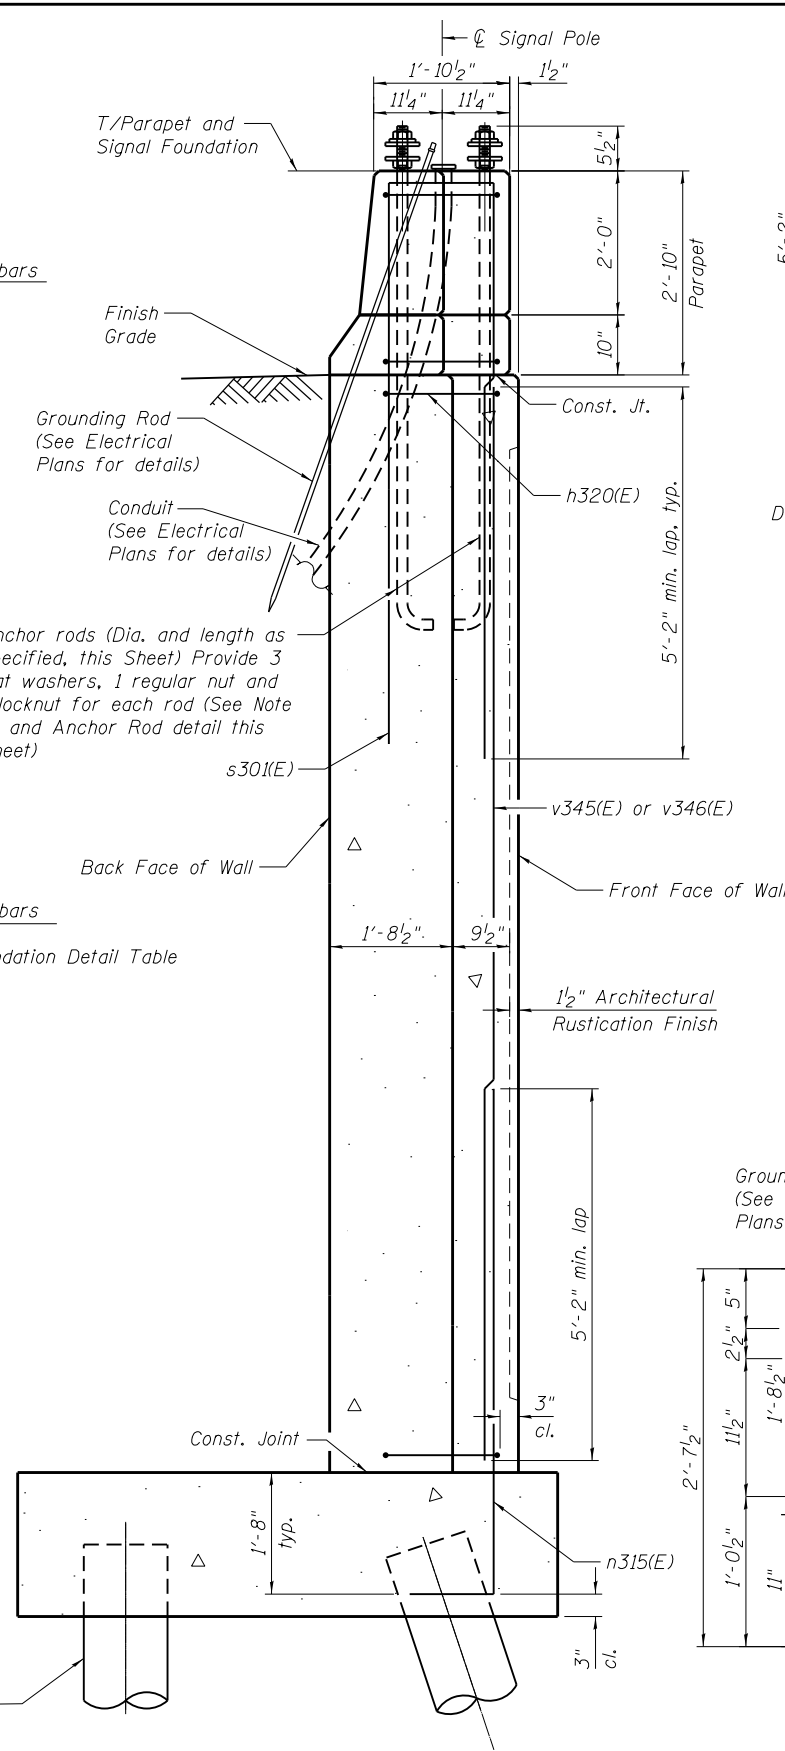 ℄ Signal Pole
1'-10½"
1½"
11¼"
11¼"
T/Parapet and
Signal Foundation
5½"
2'-0"
2'-10"
Parapet
5'-2"
bars
Finish
Grade
10"
Const. Jt.
Grounding Rod
(See Electrical
Plans for details)
h320(E)
Conduit
(See Electrical
Plans for details)
D
5'-2" min. lap, typ.
nchor rods (Dia. and length as
ecified, this Sheet) Provide 3
at washers, 1 regular nut and
locknut for each rod (See Note
and Anchor Rod detail this
heet)
s301(E)
v345(E) or v346(E)
Back Face of Wall
Front Face of Wall
bars
ndation Detail Table
1'-8½"
9½"
1½" Architectural
Rustication Finish
5'-2" min. lap
Groun
(See
Plans
5"
2½"
1'-8½"
11½"
2'-7½"
1'-0½"
11"
3"
cl.
Const. Joint
1'-8"
typ.
n315(E)
3"
cl.